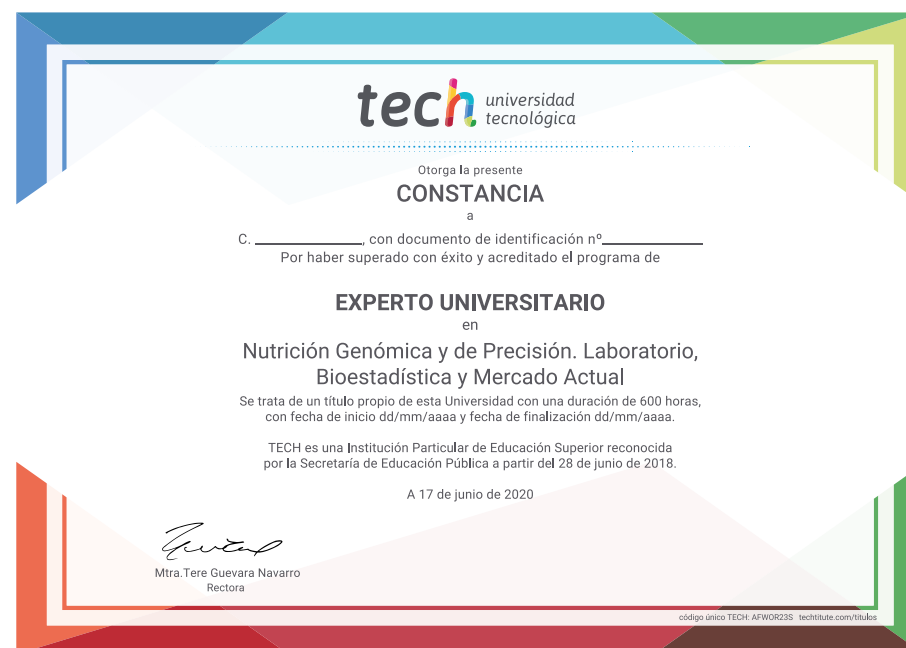 tech universidad
tecnológica
Otorga la presente
CONSTANCIA
a
C. ____________, con documento de identificación nº____________
Por haber superado con éxito y acreditado el programa de
EXPERTO UNIVERSITARIO
en
Nutrición Genómica y de Precisión. Laboratorio,
Bioestadística y Mercado Actual
Se trata de un título propio de esta Universidad con una duración de 600 horas,
con fecha de inicio dd/mm/aaaa y fecha de finalización dd/mm/aaaa.
TECH es una Institución Particular de Educación Superior reconocida
por la Secretaría de Educación Pública a partir del 28 de junio de 2018.
A 17 de junio de 2020
Mtra.Tere Guevara Navarro
Rectora
código único TECH: AFWOR23S techtitute.com/titulos